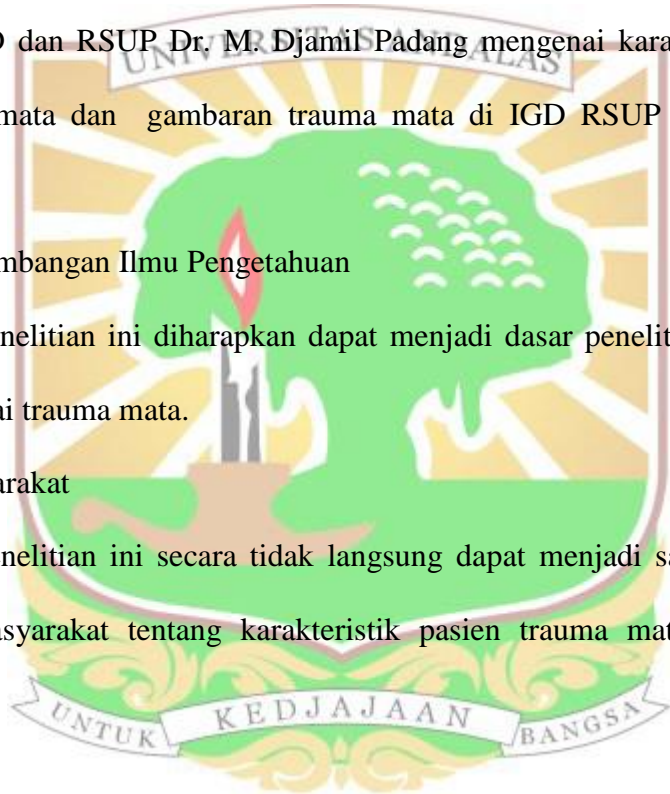 D dan RSUP Dr. M. Djamil Padang mengenai kara
UNIVERSITAS ANDALAS
mata dan gambaran trauma mata di IGD RSUP
mbangan Ilmu Pengetahuan
nelitian ini diharapkan dapat menjadi dasar penelit
ai trauma mata.
arakat
nelitian ini secara tidak langsung dapat menjadi sa
asyarakat tentang karakteristik pasien trauma mat
UNTUK KEDJAJAAN BANGSA